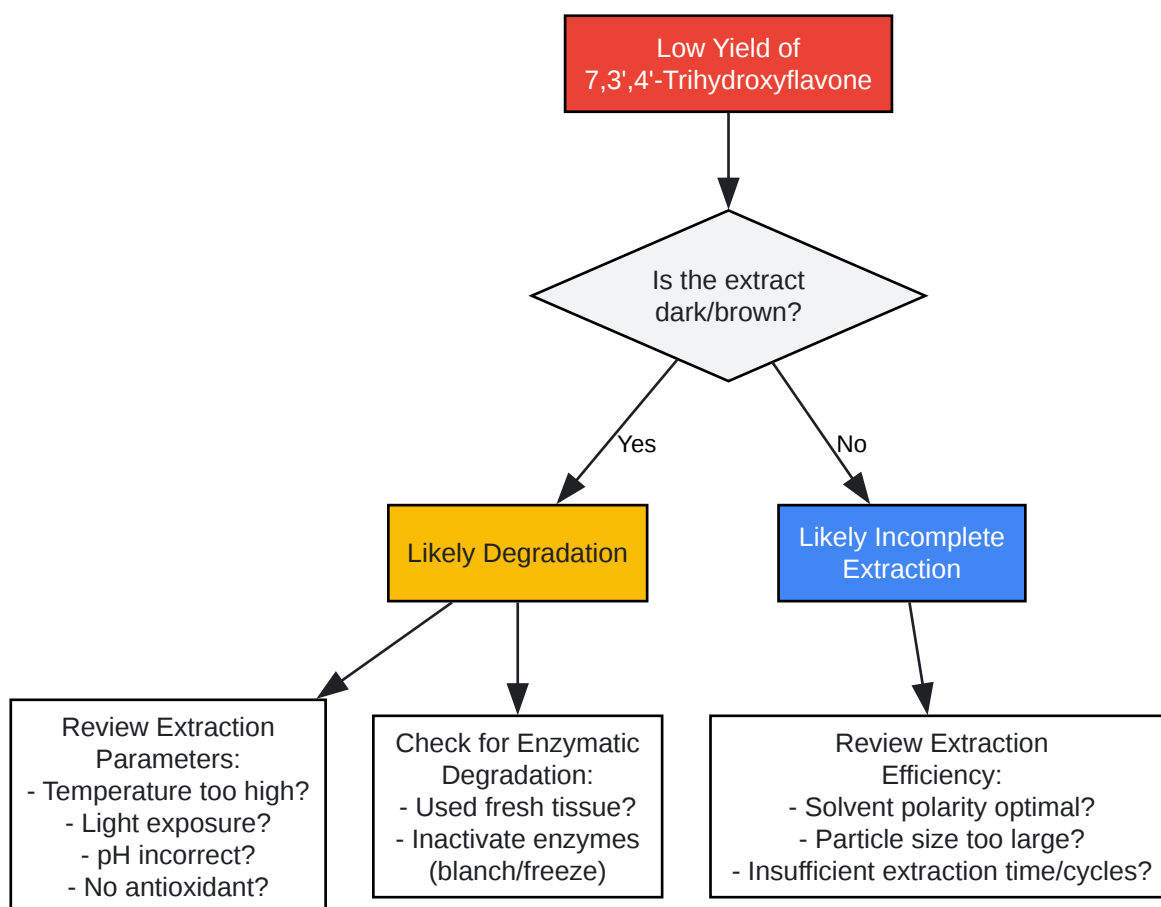 Low Yield of
7,3',4'-Trihydroxyflavone
Is the extract
dark/brown?
Yes
No
Likely Degradation
Likely Incomplete
Extraction
Review Extraction
Parameters:
- Temperature too high?
- Light exposure?
- pH incorrect?
- No antioxidant?
Check for Enzymatic
Degradation:
- Used fresh tissue?
- Inactivate enzymes
(blanch/freeze)
Review Extraction
Efficiency:
- Solvent polarity optimal?
- Particle size too large?
- Insufficient extraction time/cycles?